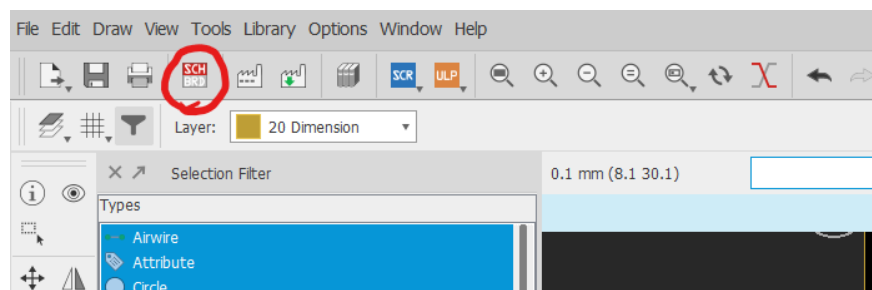 File Edit Draw View Tools Library Options Window Help
SCH
BRD
SCR
ULP
Layer: 20 Dimension
Selection Filter
0.1 mm (8.1 30.1)
Types
Airwire
Attribute
Circle